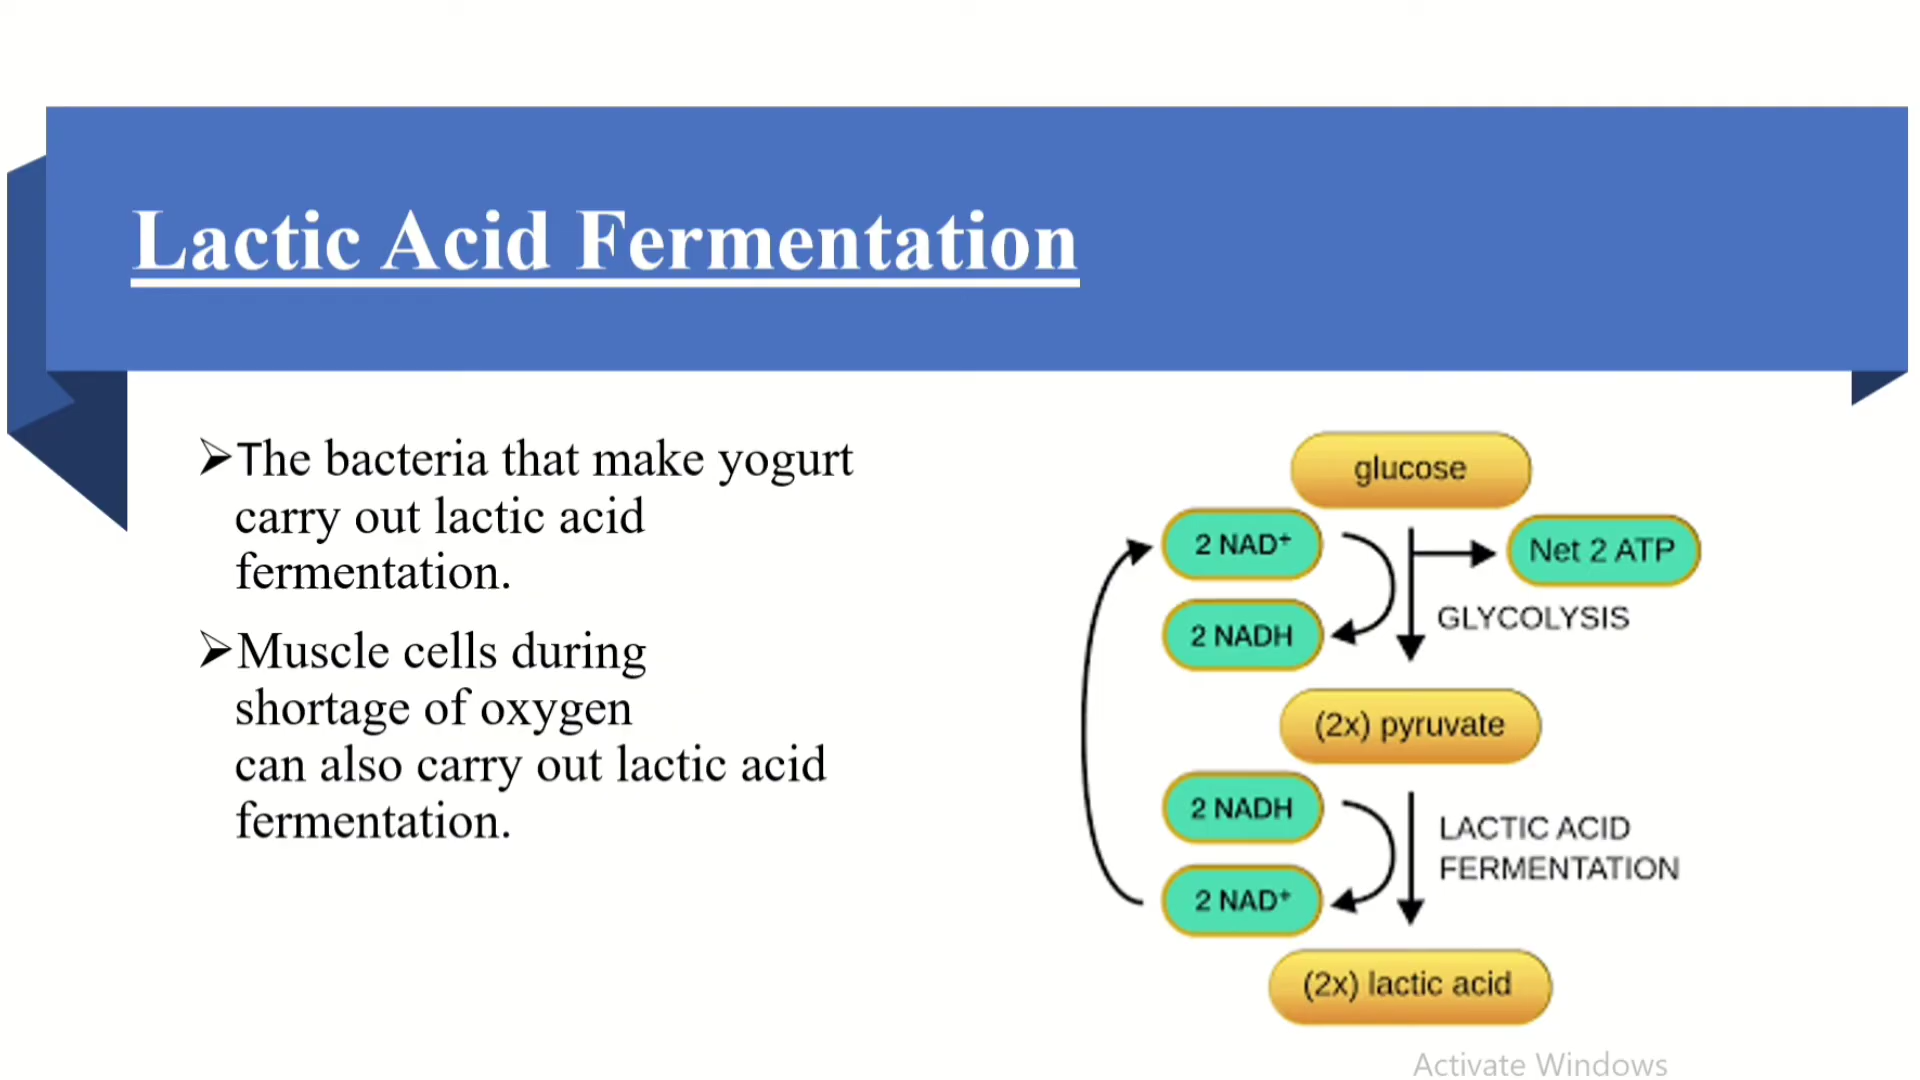 Lactic Acid Fermentation
➢The bacteria that make yogurt
carry out lactic acid
fermentation.
➢Muscle cells during
shortage of oxygen
can also carry out lactic acid
fermentation.
glucose
2 NAD⁺
Net 2 ATP
GLYCOLYSIS
2 NADH
(2x) pyruvate
2 NADH
LACTIC ACID
FERMENTATION
2 NAD⁺
(2x) lactic acid
Activate Windows